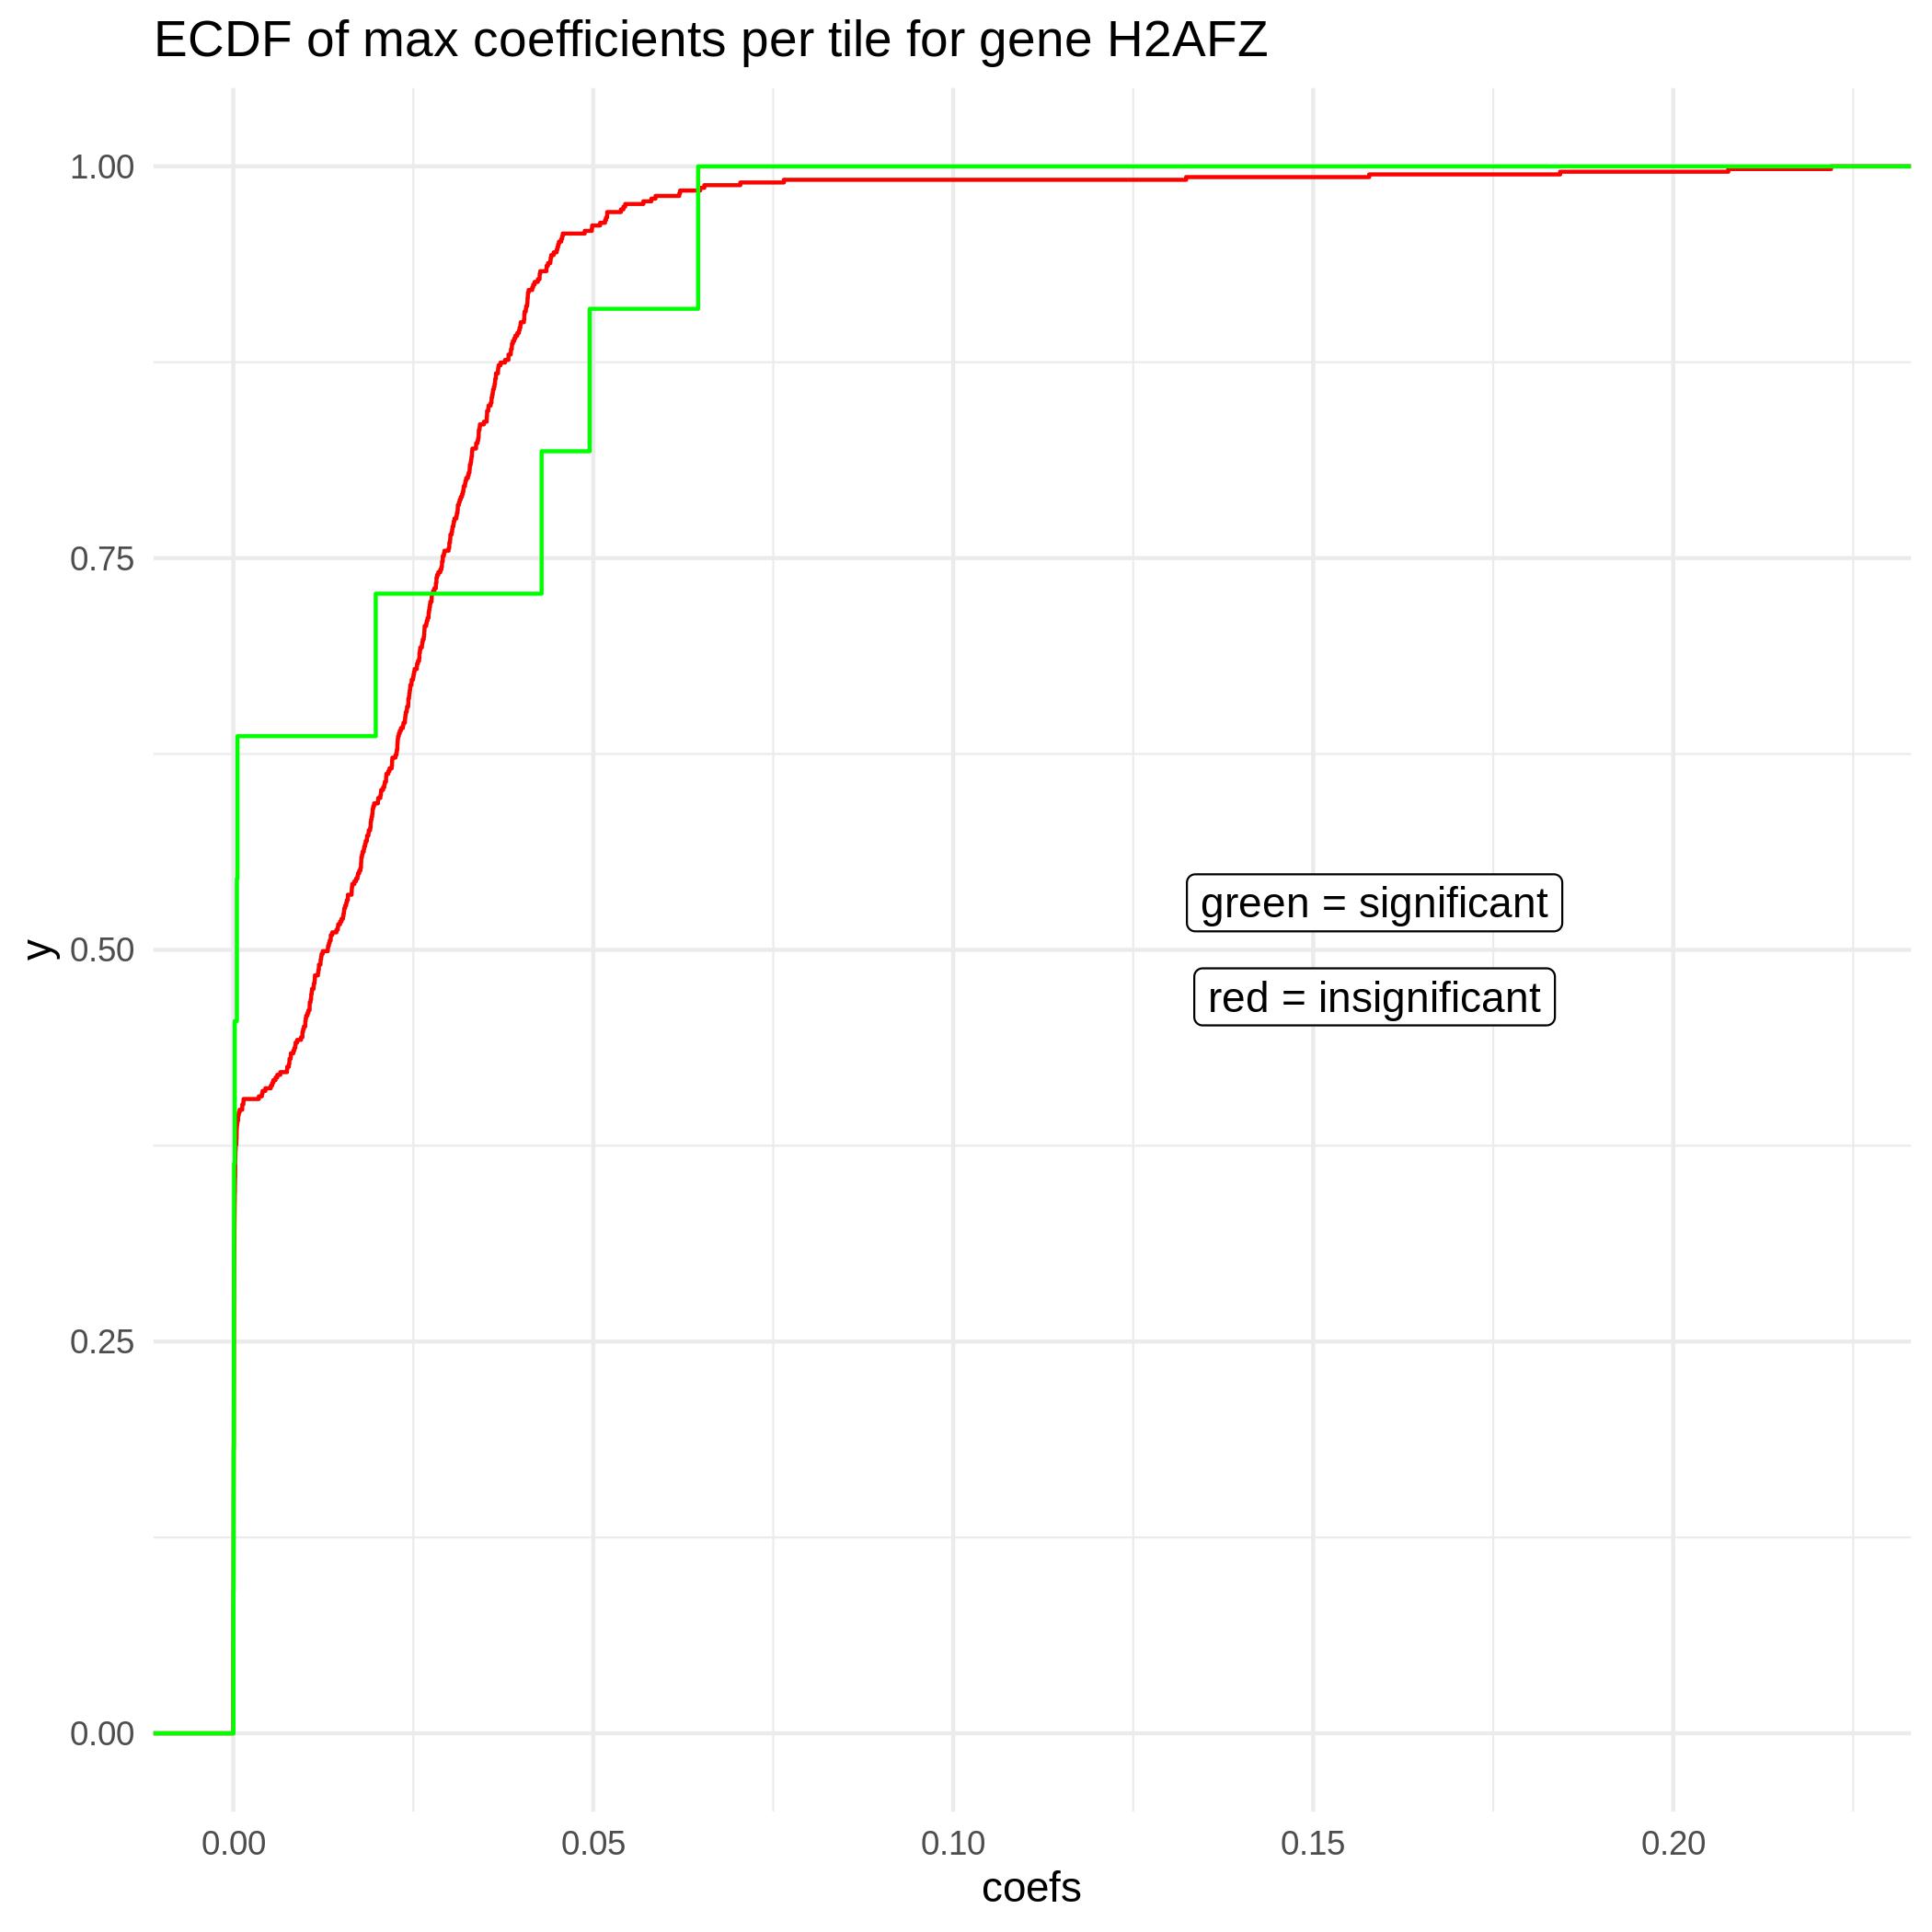 ECDF of max coefficients per tile for gene H2AFZ
1.00
0.75
0.50
0.25
0.00
y
green = significant
red = insignificant
0.00 0.05 0.10 0.15 0.20
coefs